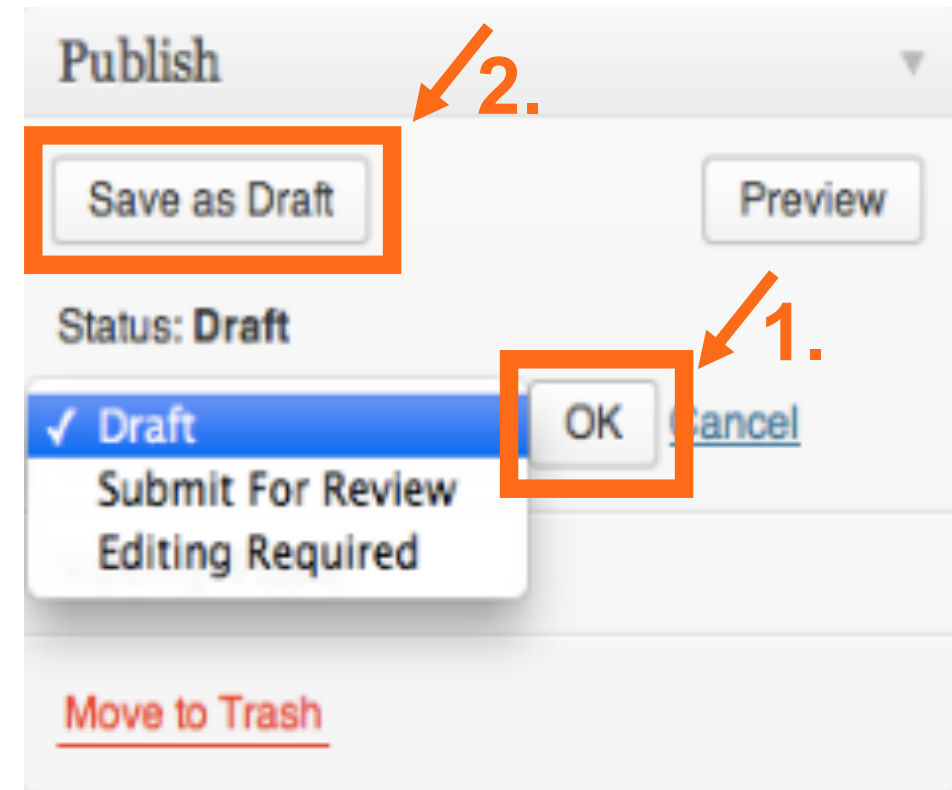 Publish
2.
Save as Draft
Preview
Status: Draft
1.
✓ Draft
OK
Cancel
Submit For Review
Editing Required
Move to Trash